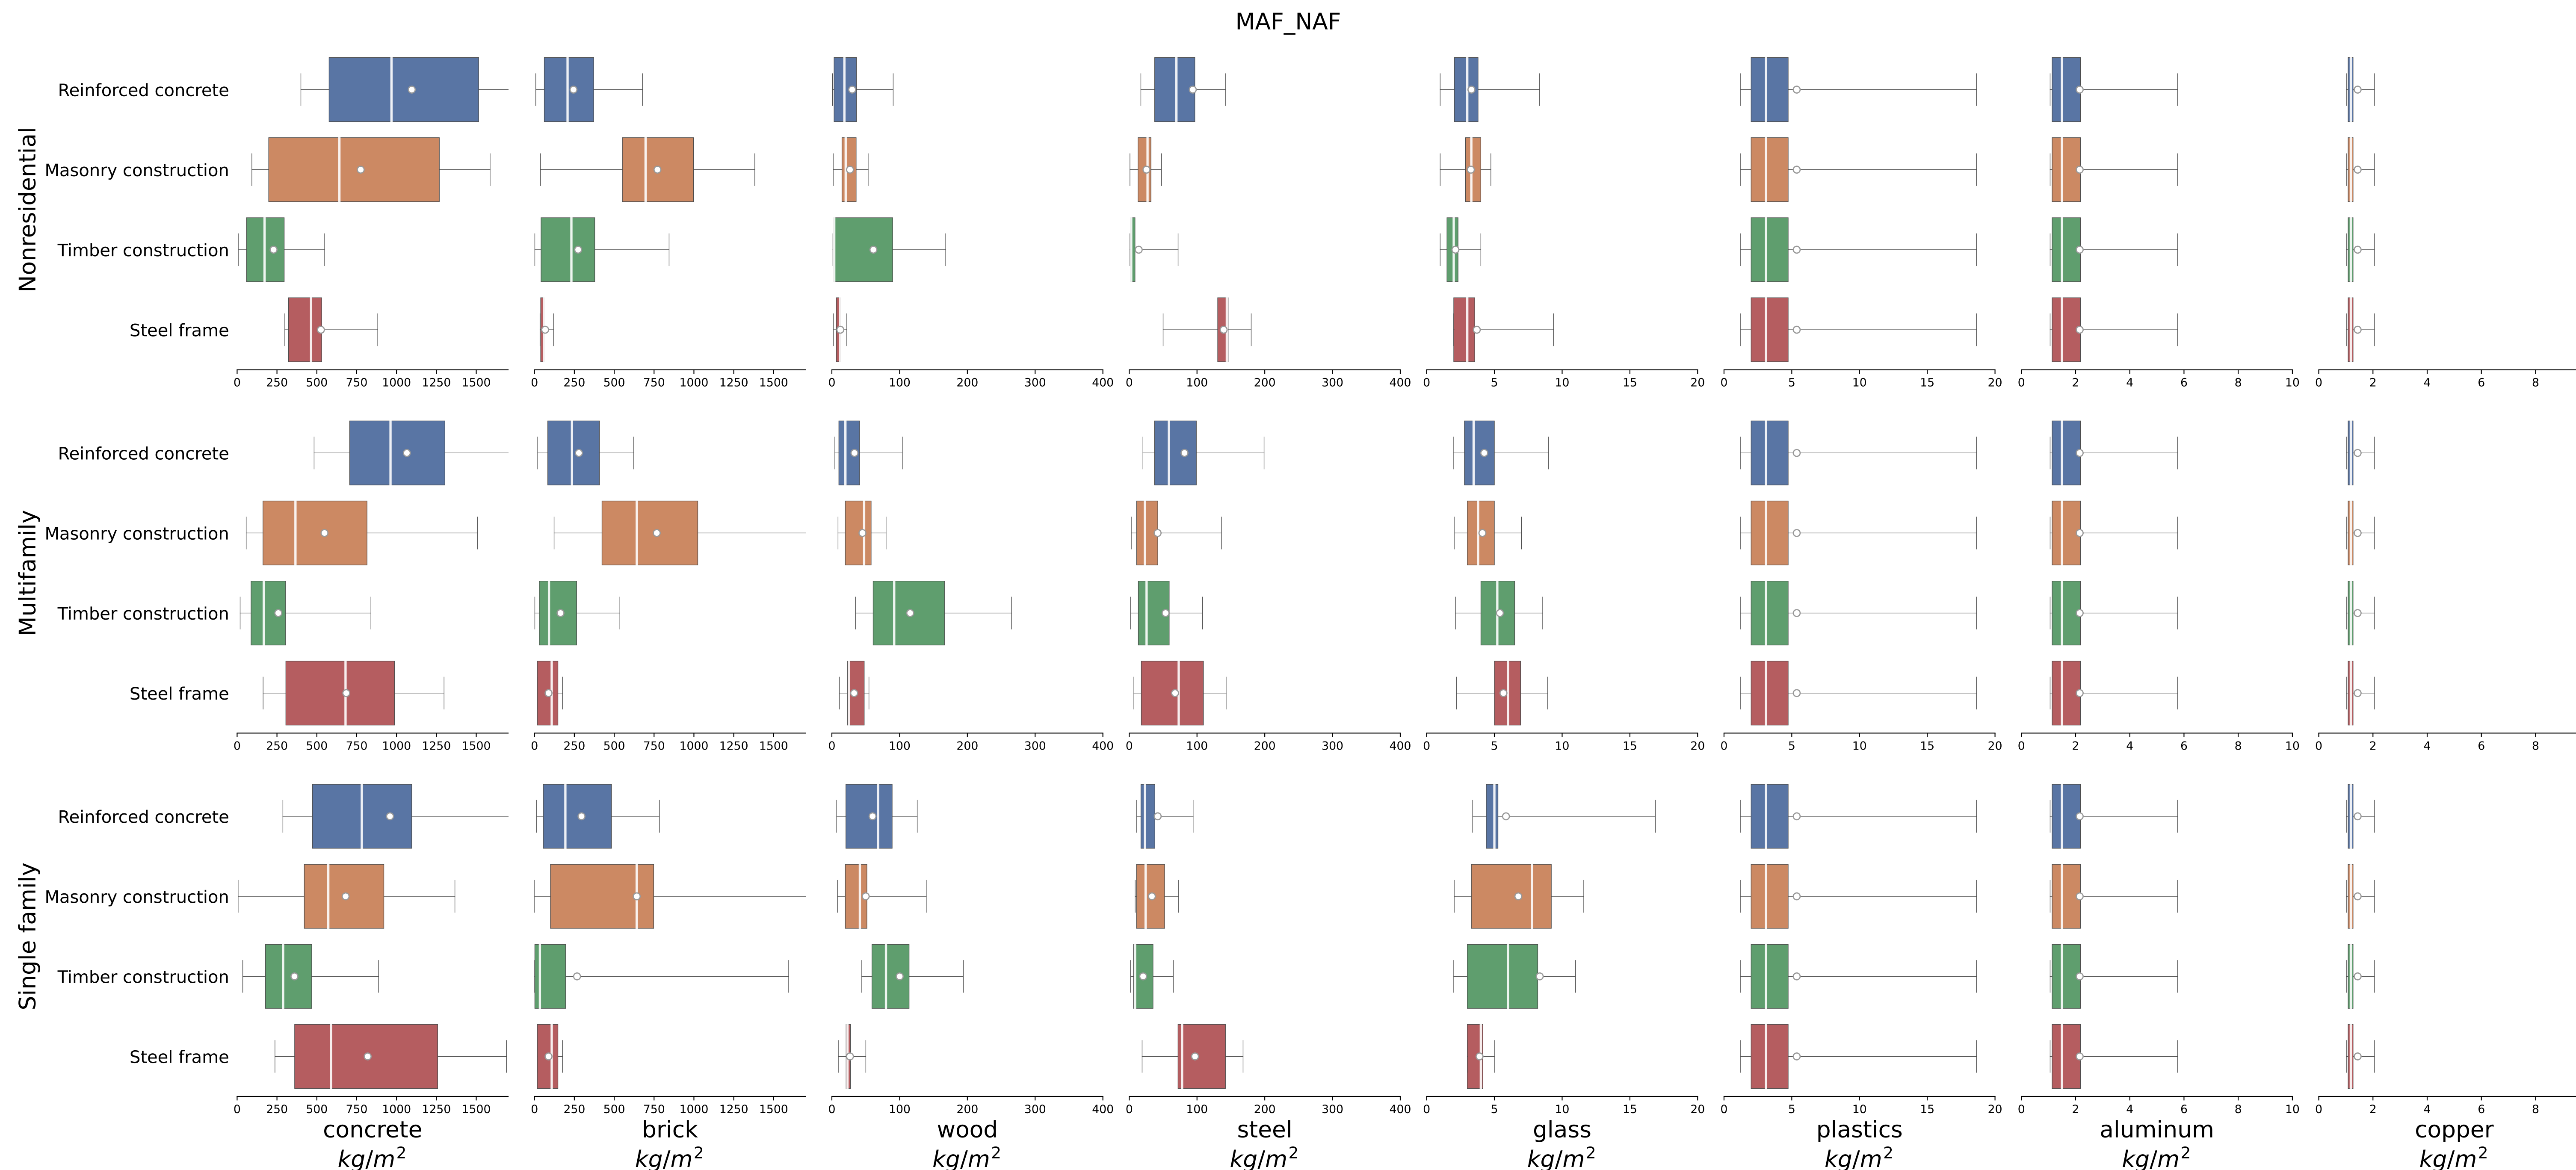 MAF_NAF
Nonresidential
Reinforced concrete
Masonry construction
Timber construction
Steel frame
0 250 500 750 1000 1250 1500
0 250 500 750 1000 1250 1500
0 100 200 300 400
0 100 200 300 400
0 5 10 15 20
0 5 10 15 20
0 2 4 6 8 10
0 2 4 6 8
Multifamily
Reinforced concrete
Masonry construction
Timber construction
Steel frame
0 250 500 750 1000 1250 1500
0 250 500 750 1000 1250 1500
0 100 200 300 400
0 100 200 300 400
0 5 10 15 20
0 5 10 15 20
0 2 4 6 8 10
0 2 4 6 8
Single family
Reinforced concrete
Masonry construction
Timber construction
Steel frame
0 250 500 750 1000 1250 1500
0 250 500 750 1000 1250 1500
0 100 200 300 400
0 100 200 300 400
0 5 10 15 20
0 5 10 15 20
0 2 4 6 8 10
0 2 4 6 8
concrete
kg/m²
brick
kg/m²
wood
kg/m²
steel
kg/m²
glass
kg/m²
plastics
kg/m²
aluminum
kg/m²
copper
kg/m²